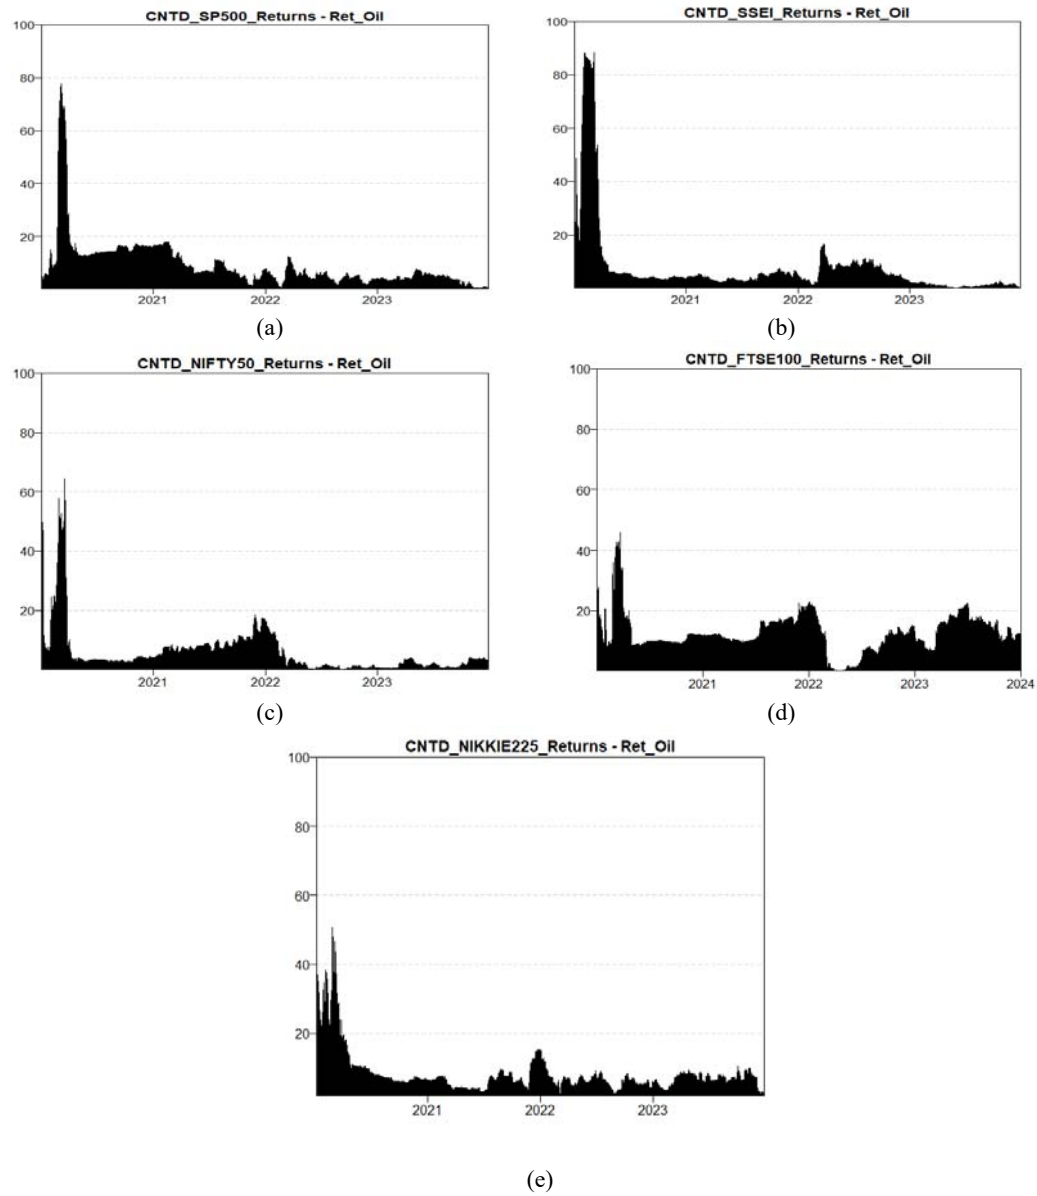 CNTD_SP500_Returns - Ret_Oil
100
80
60
40
20
2021 2022 2023
(a)
CNTD_SSEI_Returns - Ret_Oil
100
80
60
40
20
2021 2022 2023
(b)
CNTD_NIFTY50_Returns - Ret_Oil
100
80
60
40
20
2021 2022 2023
(c)
CNTD_FTSE100_Returns - Ret_Oil
100
80
60
40
20
2021 2022 2023 2024
(d)
CNTD_NIKKIE225_Returns - Ret_Oil
100
80
60
40
20
2021 2022 2023
(e)